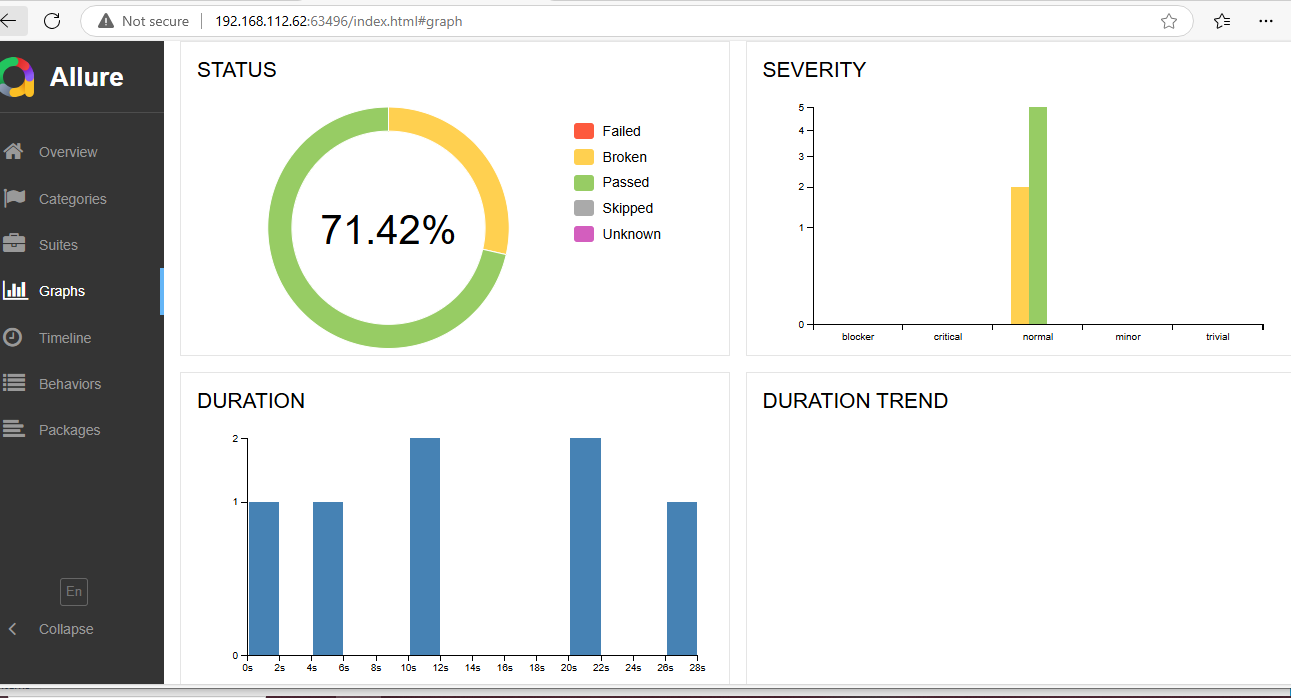 Not secure 192.168.112.62:63496/index.html#graph
Allure
Overview
Categories
Suites
Graphs
Timeline
Behaviors
Packages
En
Collapse
STATUS
71.42%
Failed
Broken
Passed
Skipped
Unknown
SEVERITY
5
4
3
2
1
0
blocker critical normal minor trivial
DURATION
2
1
0
0s 2s 4s 6s 8s 10s 12s 14s 16s 18s 20s 22s 24s 26s 28s
DURATION TREND